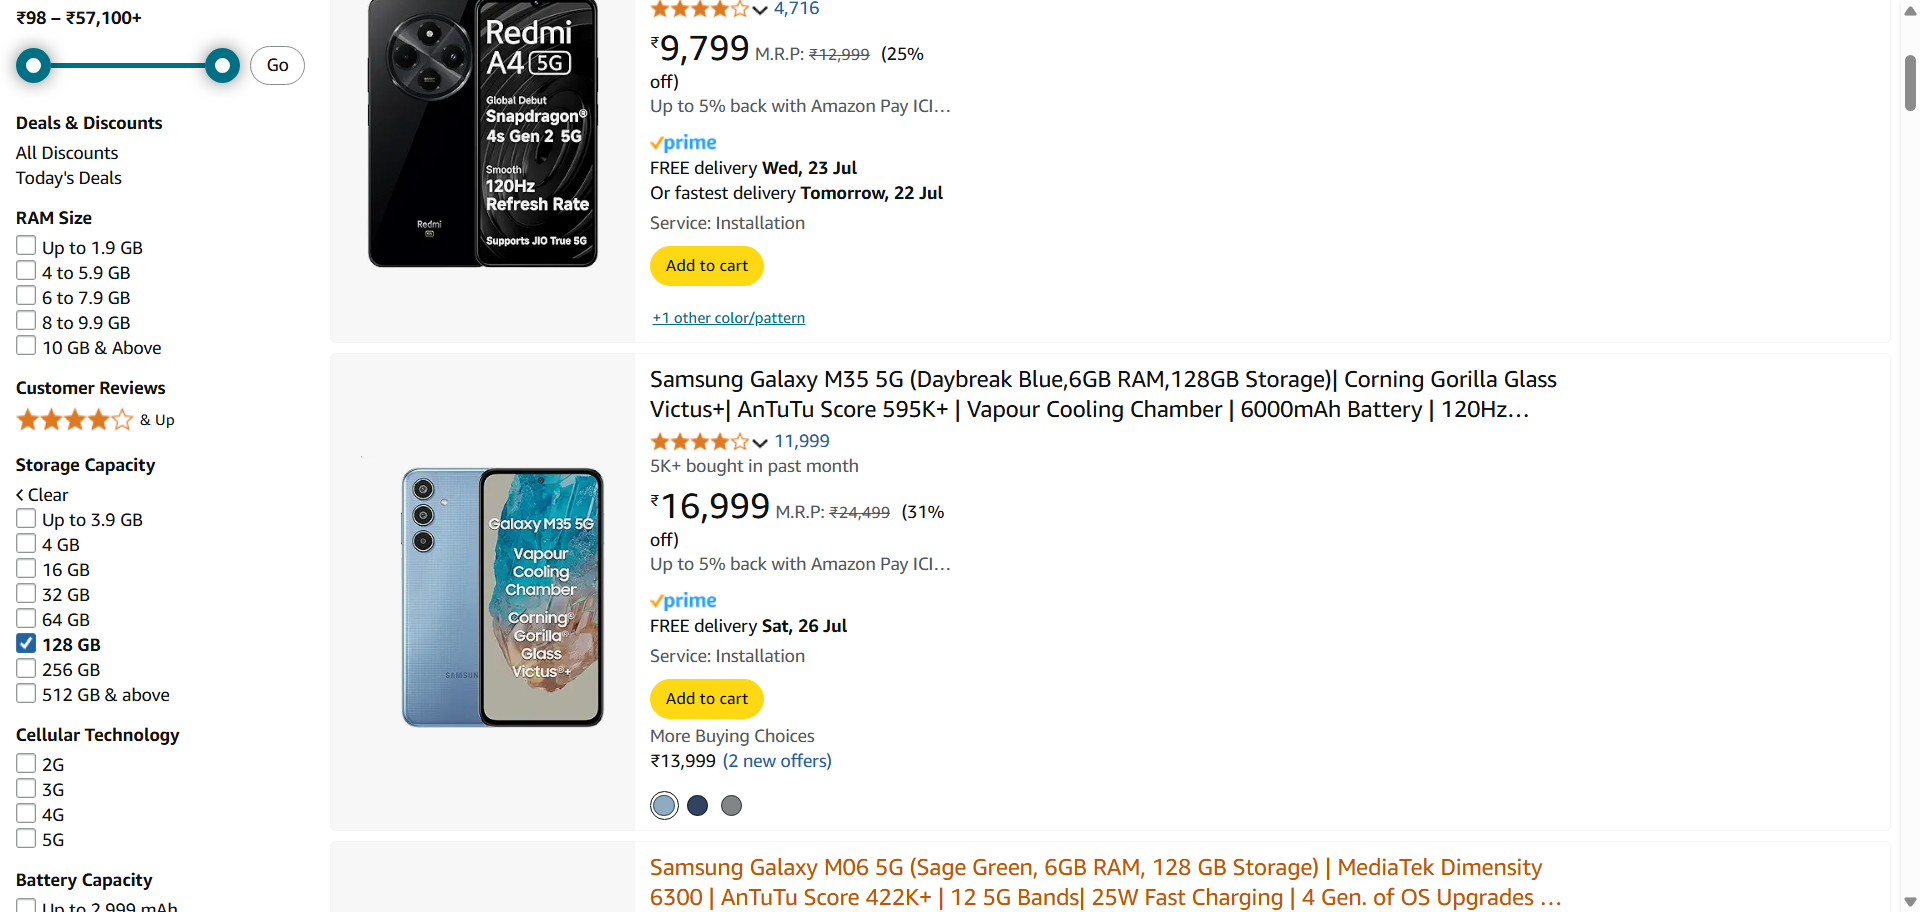 ₹98 – ₹57,100+
Go
Deals & Discounts
All Discounts
Today's Deals
RAM Size
Up to 1.9 GB
4 to 5.9 GB
6 to 7.9 GB
8 to 9.9 GB
10 GB & Above
Customer Reviews
& Up
Storage Capacity
Clear
Up to 3.9 GB
4 GB
16 GB
32 GB
64 GB
128 GB
256 GB
512 GB & above
Cellular Technology
2G
3G
4G
5G
Battery Capacity
Up to 2,999 mAh
Redmi
A4 5G
Global Debut
Snapdragon®
4s Gen 2 5G
Smooth
120Hz
Refresh Rate
Supports JIO True 5G
Redmi
4,716
₹9,799 M.R.P: ₹12,999 (25%
off)
Up to 5% back with Amazon Pay ICI…
prime
FREE delivery Wed, 23 Jul
Or fastest delivery Tomorrow, 22 Jul
Service: Installation
Add to cart
+1 other color/pattern
Galaxy M35 5G
Vapour
Cooling
Chamber
Corning®
Gorilla®
Glass
Victus®+
SAMSUN
Samsung Galaxy M35 5G (Daybreak Blue,6GB RAM,128GB Storage)| Corning Gorilla Glass
Victus+| AnTuTu Score 595K+ | Vapour Cooling Chamber | 6000mAh Battery | 120Hz…
11,999
5K+ bought in past month
₹16,999 M.R.P: ₹24,499 (31%
off)
Up to 5% back with Amazon Pay ICI…
prime
FREE delivery Sat, 26 Jul
Service: Installation
Add to cart
More Buying Choices
₹13,999 (2 new offers)
Samsung Galaxy M06 5G (Sage Green, 6GB RAM, 128 GB Storage) | MediaTek Dimensity
6300 | AnTuTu Score 422K+ | 12 5G Bands| 25W Fast Charging | 4 Gen. of OS Upgrades …